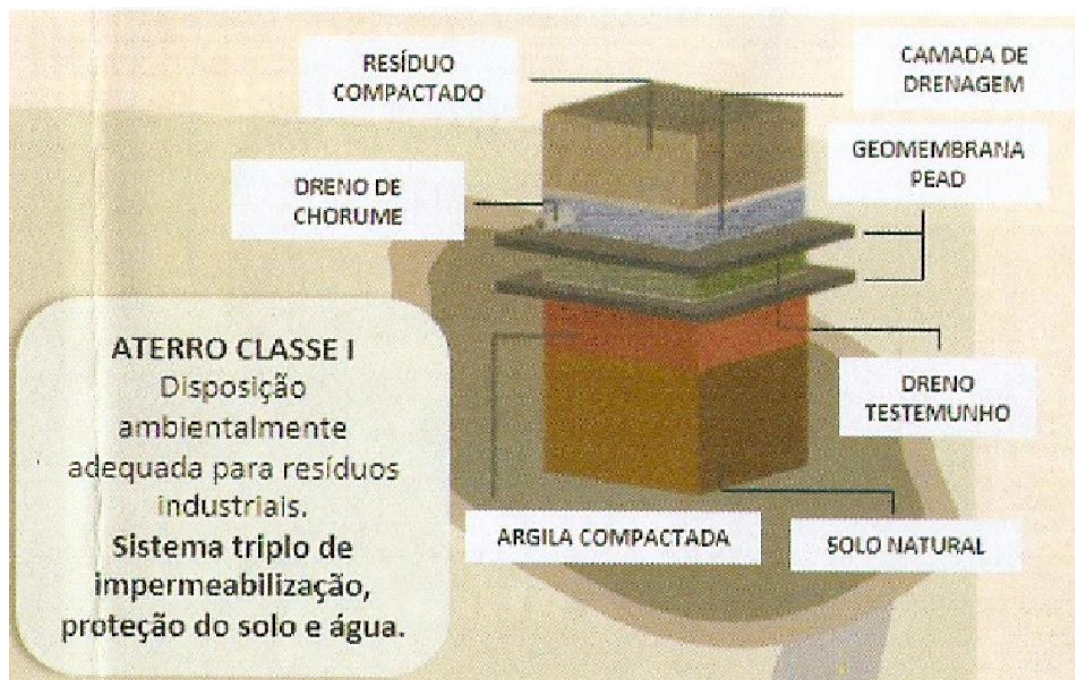 RESÍDUO
COMPACTADO
CAMADA DE
DRENAGEM
GEOMEMBRANA
PEAD
DRENO DE
CHORUME
ATERRO CLASSE I
Disposição
ambientalmente
adequada para resíduos
industriais.
Sistema triplo de
impermeabilização,
proteção do solo e água.
DRENO
TESTEMUNHO
ARGILA COMPACTADA
SOLO NATURAL